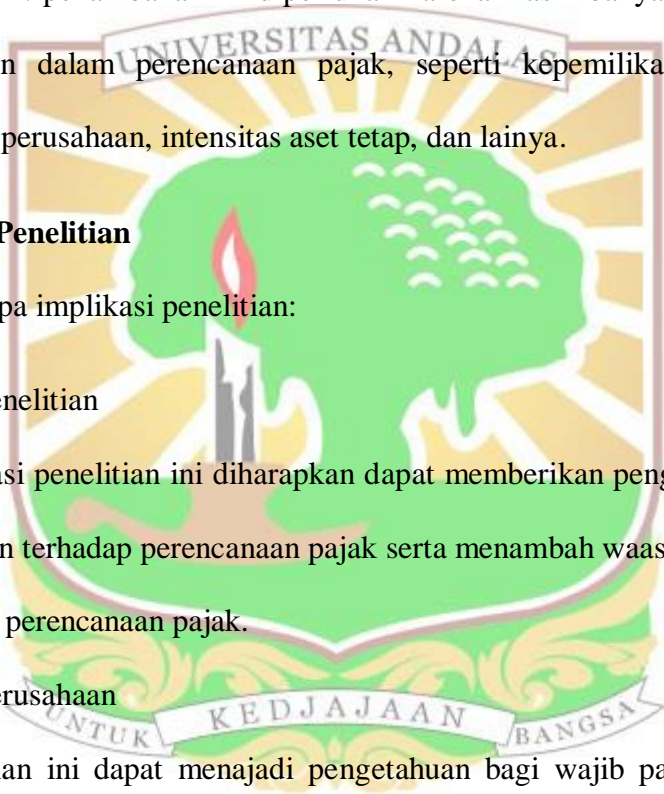 UNIVERSITAS ANDALAS
n dalam perencanaan pajak, seperti kepemilika
perusahaan, intensitas aset tetap, dan lainya.
Penelitian
pa implikasi penelitian:
enelitian
asi penelitian ini diharapkan dapat memberikan peng
n terhadap perencanaan pajak serta menambah waas
perencanaan pajak.
erusahaan
UNTUK KEDJAJAAN BANGSA
ian ini dapat menajadi pengetahuan bagi wajib pa